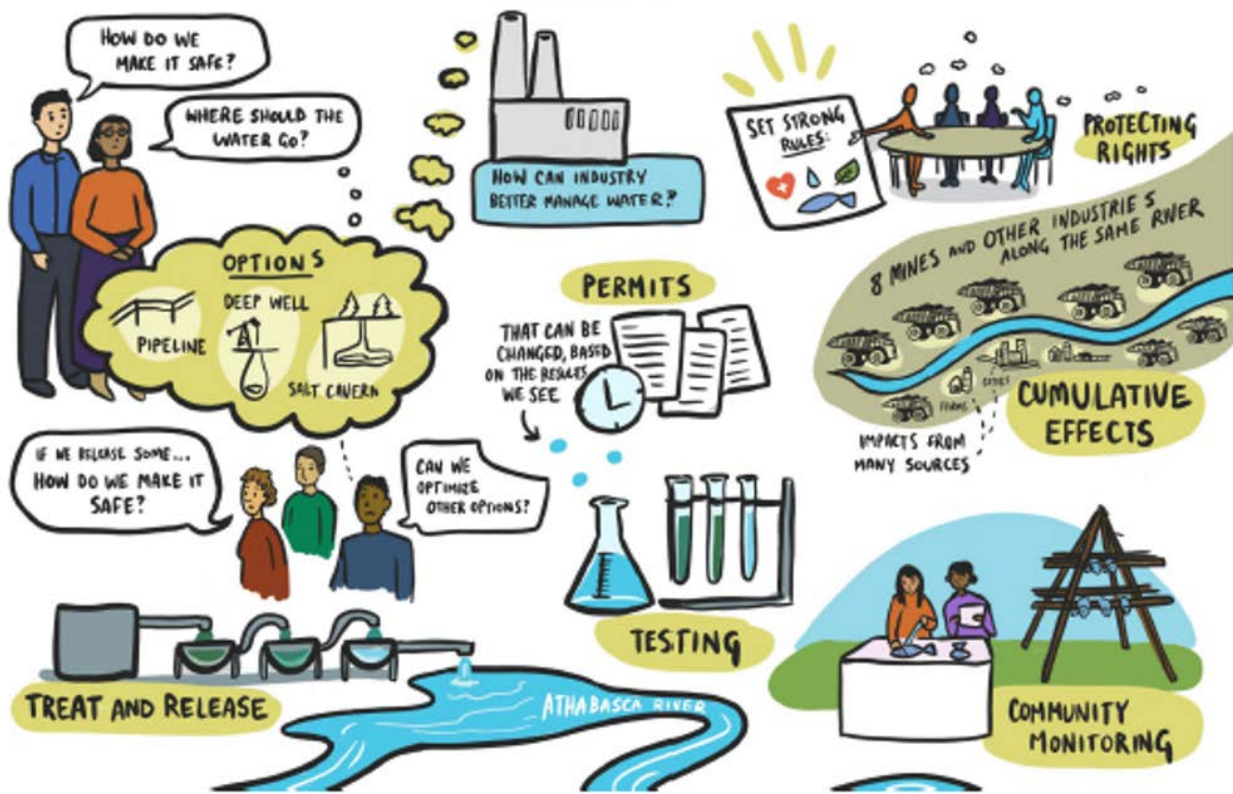 HOW DO WE
MAKE IT SAFE?
WHERE SHOULD THE
WATER GO?
HOW CAN INDUSTRY
BETTER MANAGE WATER?
SET STRONG
RULES:
PROTECTING
RIGHTS
OPTIONS
PIPELINE
DEEP WELL
SALT CAVERN
PERMITS
THAT CAN BE
CHANGED, BASED
ON THE RESULTS
WE SEE
8 MINES AND OTHER INDUSTRIES
ALONG THE SAME RIVER
CITIES
FARMS
CUMULATIVE
EFFECTS
IMPACTS FROM
MANY SOURCES
IF WE RELEASE SOME...
HOW DO WE MAKE IT
SAFE?
CAN WE
OPTIMIZE
OTHER OPTIONS?
TREAT AND RELEASE
ATHABASCA RIVER
TESTING
COMMUNITY
MONITORING